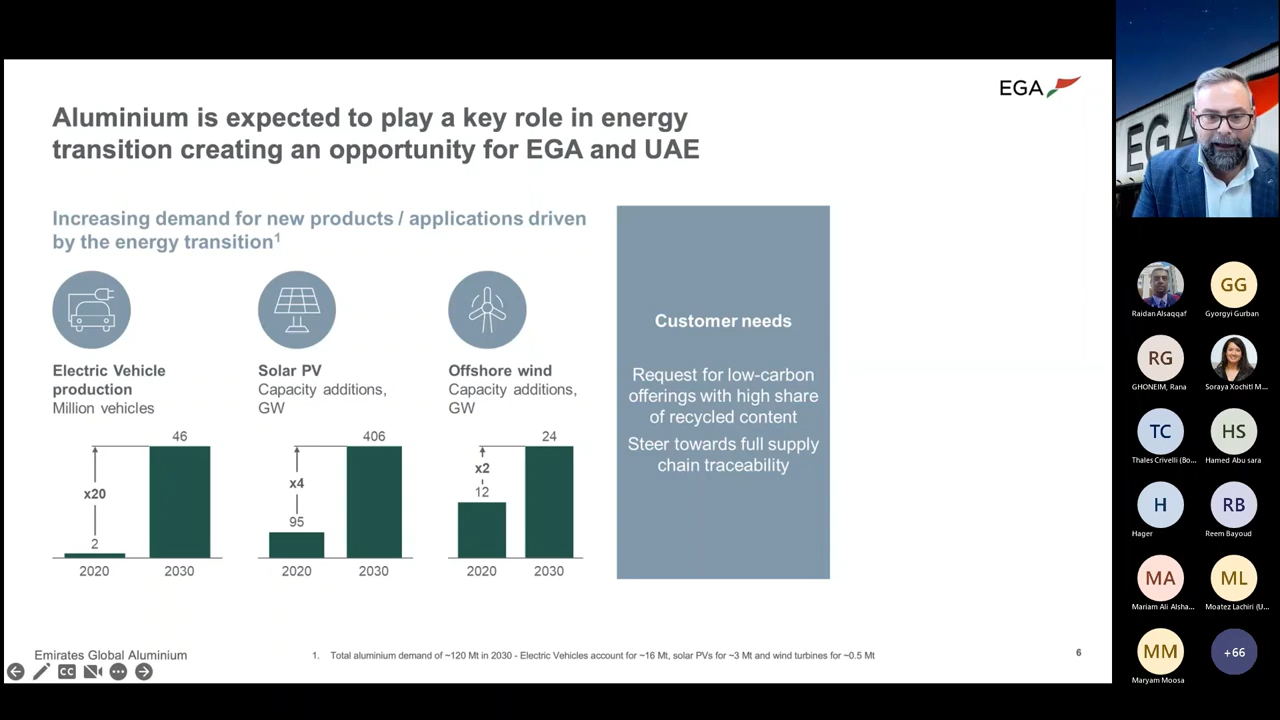 EGA
Aluminium is expected to play a key role in energy
transition creating an opportunity for EGA and UAE
Increasing demand for new products / applications driven
by the energy transition1
Electric Vehicle
production
Million vehicles
46
x20
2
2020
2030
Solar PV
Capacity additions,
GW
406
x4
95
2020
2030
Offshore wind
Capacity additions,
GW
24
x2
12
2020
2030
Customer needs
Request for low-carbon
offerings with high share
of recycled content
Steer towards full supply
chain traceability
Emirates Global Aluminium
1. Total aluminium demand of ~120 Mt in 2030 - Electric Vehicles account for ~16 Mt, solar PVs for ~3 Mt and wind turbines for ~0.5 Mt
6
CC
EGA
Raidan Alsaqqaf
GG
Gyorgyi Gurban
RG
GHONEIM, Rana
Soraya Xochitl M...
TC
Thales Crivelli (Bo...
HS
Hamed Abu sara
H
Hager
RB
Reem Bayoud
MA
Mariam Ali Alsha...
ML
Moatez Lachiri (U...
MM
Maryam Moosa
+66